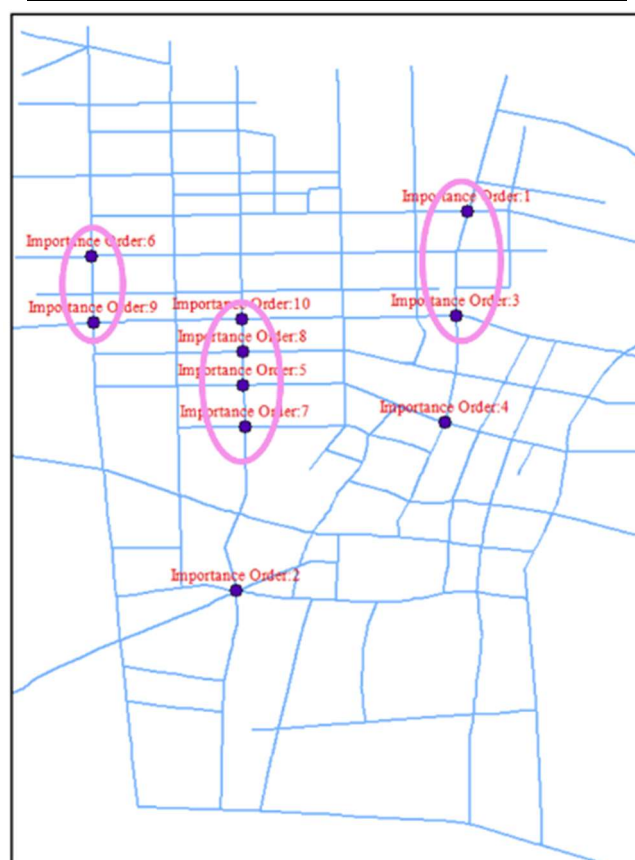 Importance Order:1
Importance Order:6
Importance Order:3
Importance Order:9
Importance Order:10
Importance Order:8
Importance Order:5
Importance Order:7
Importance Order:4
Importance Order:2